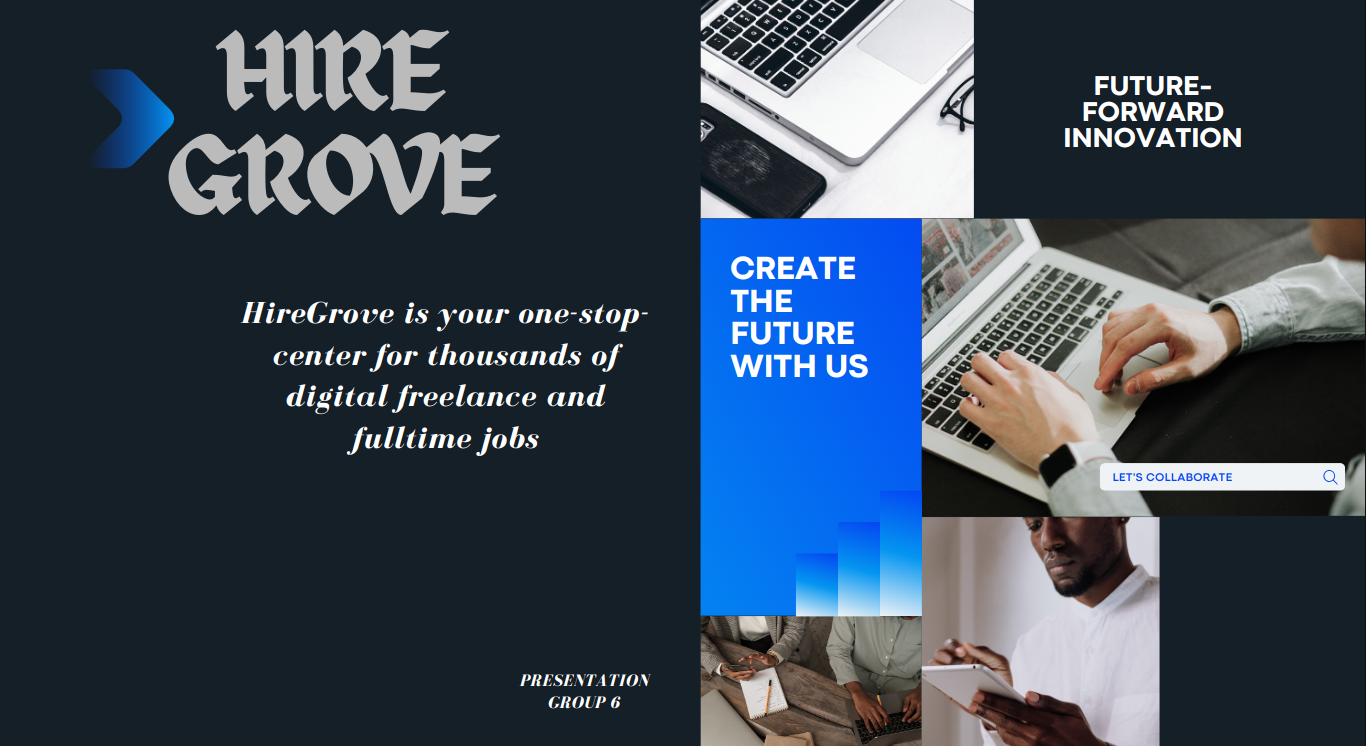 HIRE
GROVE
HireGrove is your one-stop-
center for thousands of
digital freelance and
fulltime jobs
PRESENTATION
GROUP 6
FUTURE-
FORWARD
INNOVATION
CREATE
THE
FUTURE
WITH US
LET'S COLLABORATE